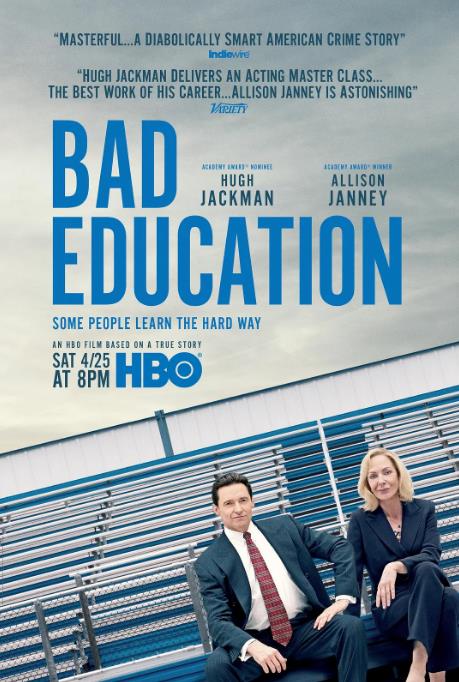 “MASTERFUL...A DIABOLICALLY SMART AMERICAN CRIME STORY”
IndieWire
“HUGH JACKMAN DELIVERS AN ACTING MASTER CLASS...
THE BEST WORK OF HIS CAREER...ALLISON JANNEY IS ASTONISHING”
VARIETY
BAD
ACADEMY AWARD® NOMINEE
HUGH
JACKMAN
ACADEMY AWARD® WINNER
ALLISON
JANNEY
EDUCATION
SOME PEOPLE LEARN THE HARD WAY
AN HBO FILM BASED ON A TRUE STORY
SAT 4/25
AT 8PM
HBO®